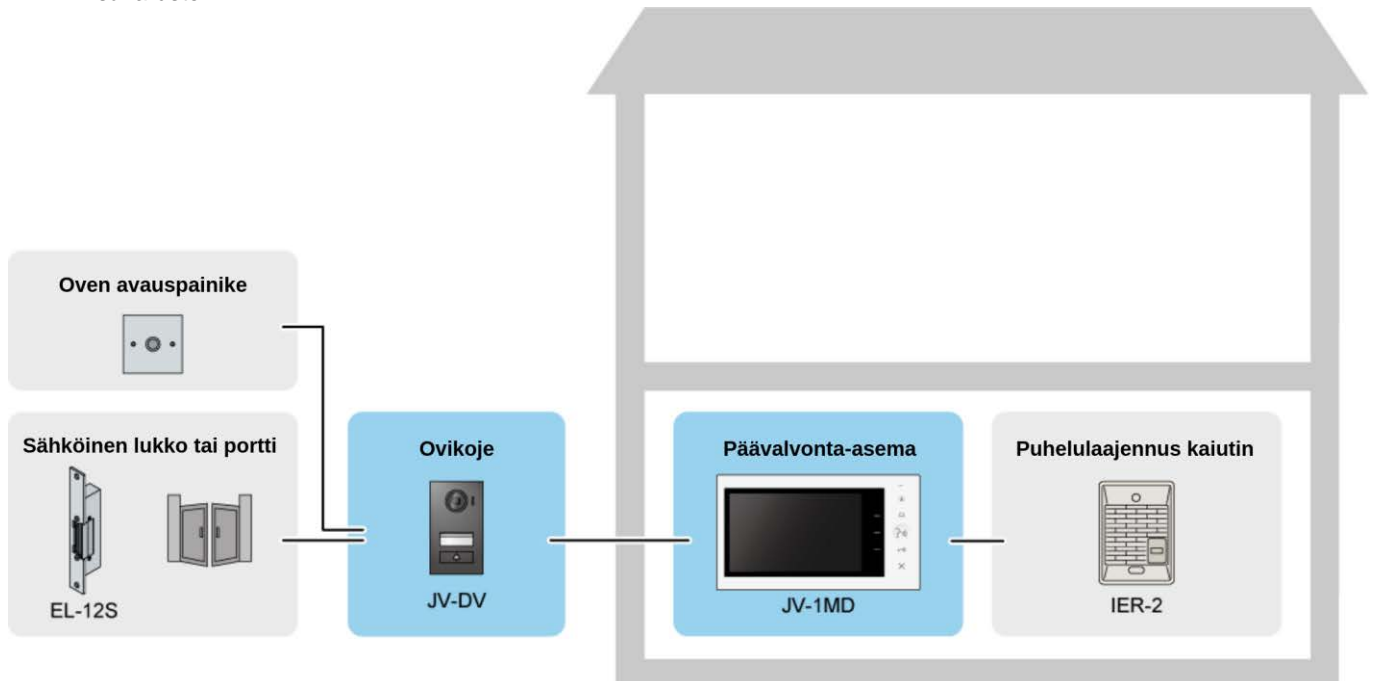 Oven avauspainike
Sähköinen lukko tai portti
EL-12S
Ovikoje
JV-DV
Päävalvonta-asema
JV-1MD
Puhelulaajennus kaiutin
IER-2